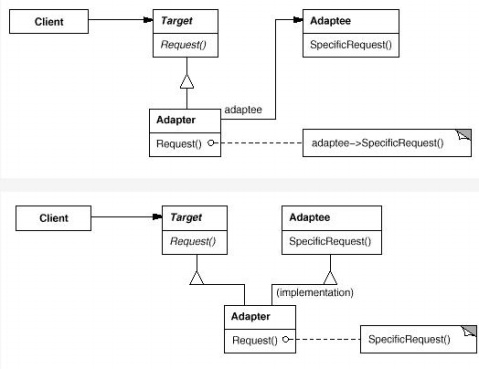 Client
Target
Request()
Adaptee
SpecificRequest()
adaptee
Adapter
Request()
adaptee->SpecificRequest()
Client
Target
Request()
Adaptee
SpecificRequest()
(implementation)
Adapter
Request()
SpecificRequest()